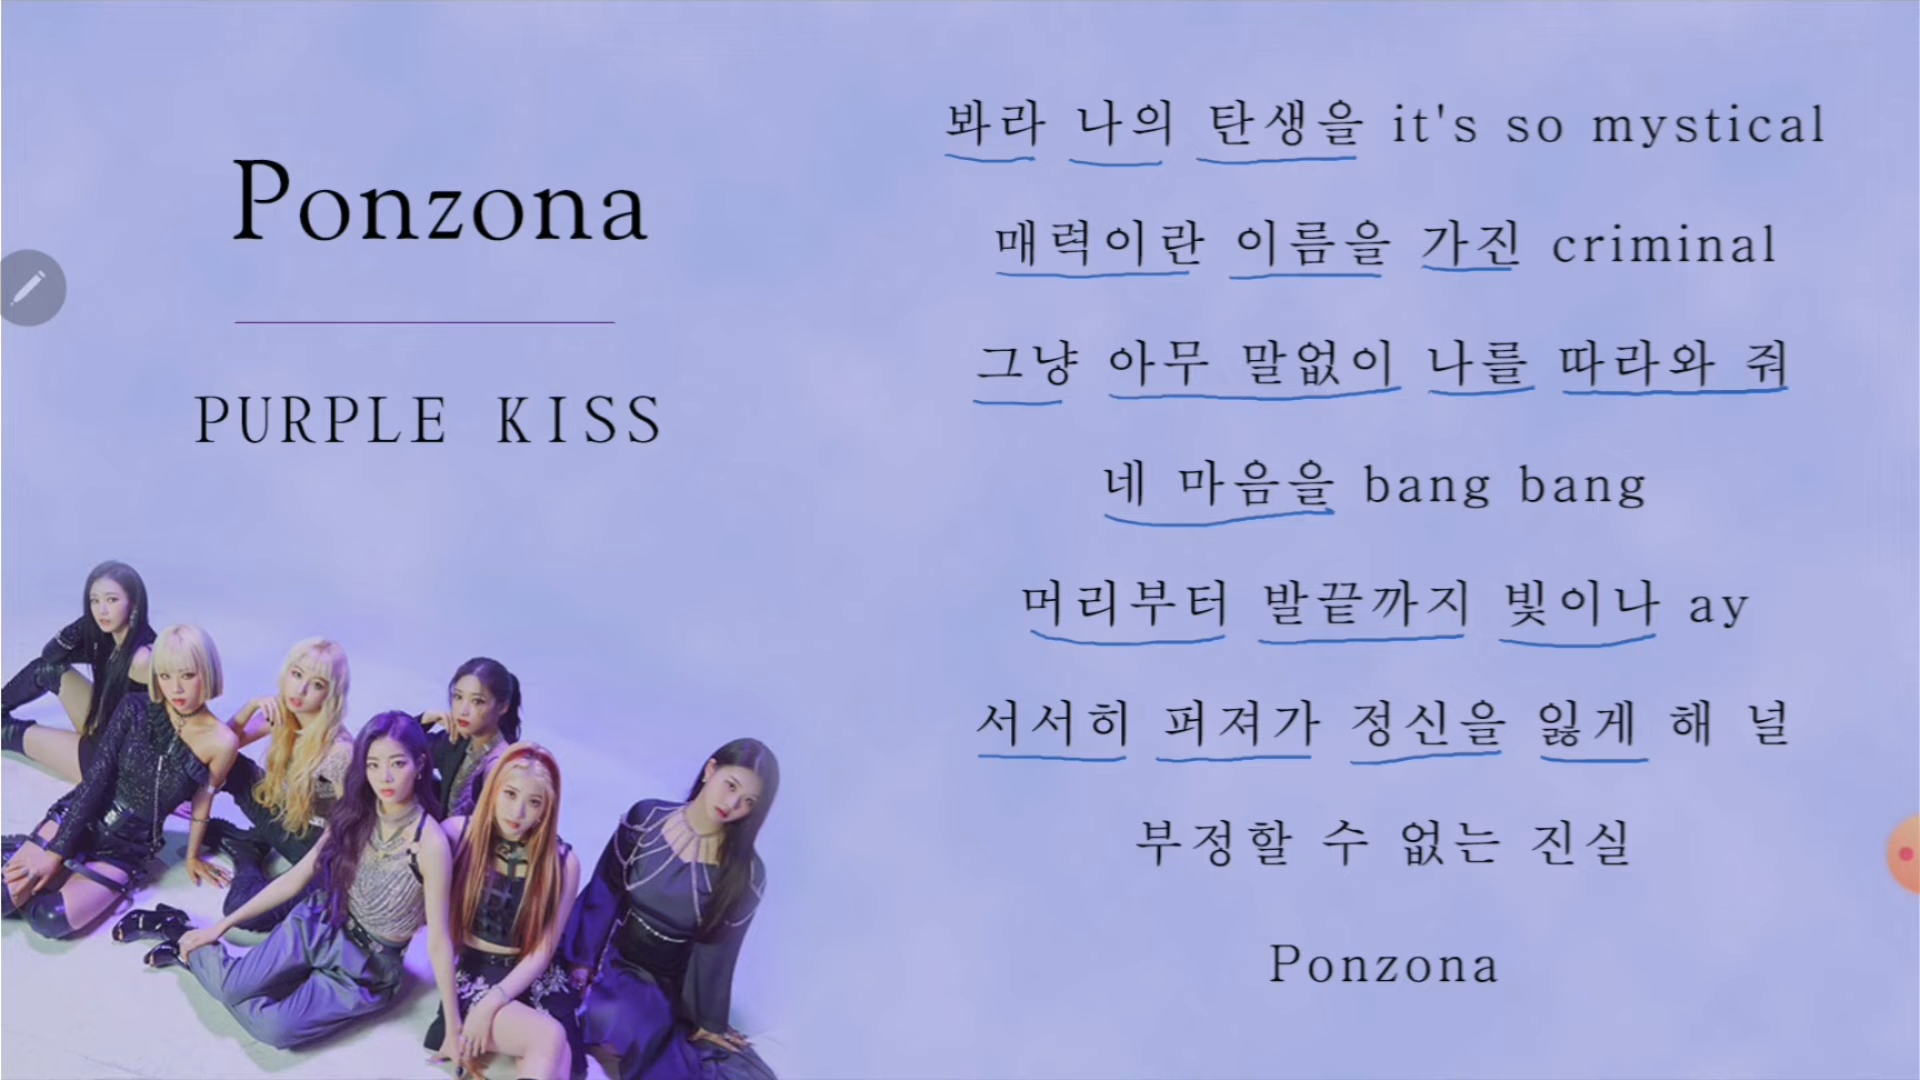 Ponzona
PURPLE KISS
봐라 나의 탄생을 it's so mystical
매력이란 이름을 가진 criminal
그냥 아무 말없이 나를 따라와 줘
네 마음을 bang bang
머리부터 발끝까지 빛이나 ay
서서히 퍼져가 정신을 잃게 해 널
부정할 수 없는 진실
Ponzona